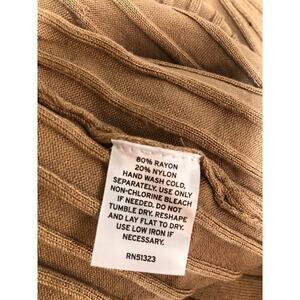 80% RAYON
20% NYLON
HAND WASH COLD,
SEPARATELY. USE ONLY
NON-CHLORINE BLEACH
IF NEEDED. DO NOT
TUMBLE DRY. RESHAPE
AND LAY FLAT TO DRY.
USE LOW IRON IF
NECESSARY.
RN51323